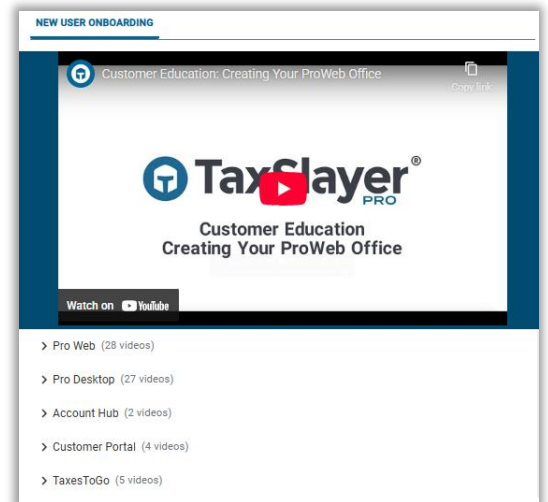 NEW USER ONBOARDING
Customer Education: Creating Your ProWeb Office
Copy link
TaxSlayer®
PRO
Customer Education
Creating Your ProWeb Office
Watch on YouTube
Pro Web (28 videos)
Pro Desktop (27 videos)
Account Hub (2 videos)
Customer Portal (4 videos)
TaxesToGo (5 videos)